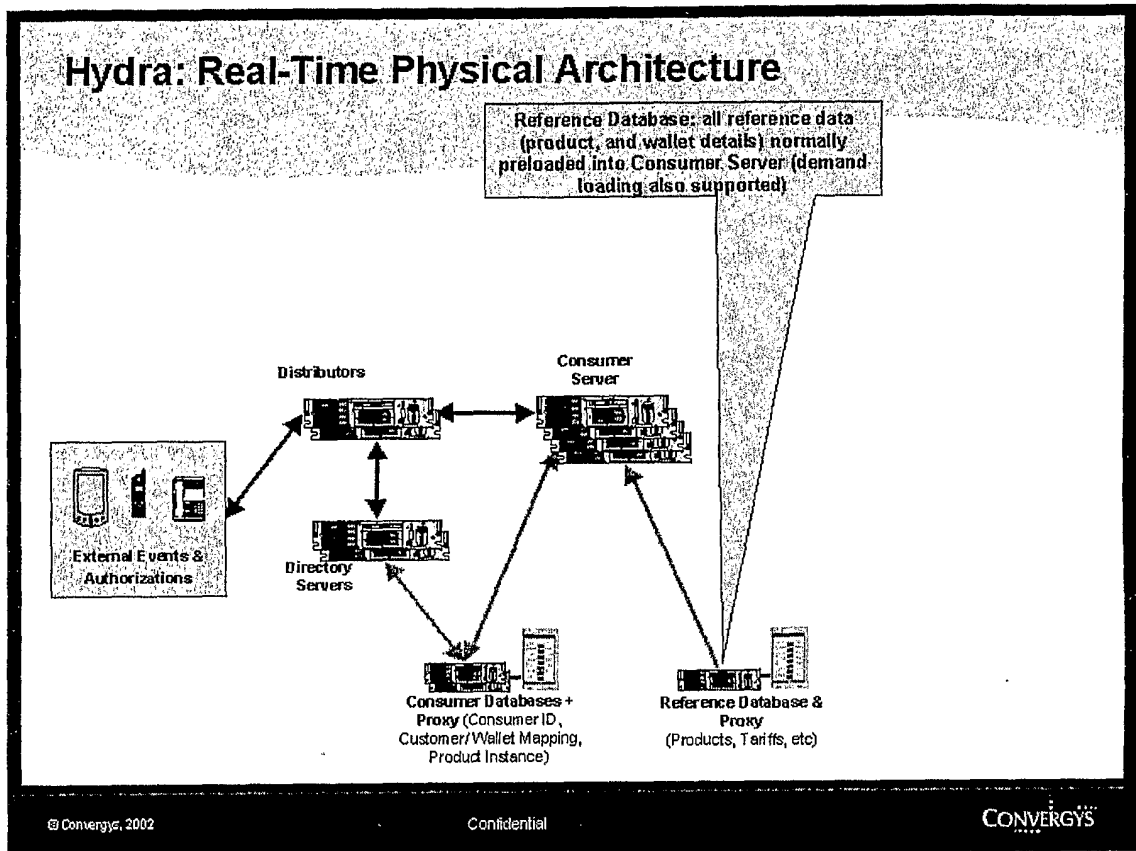 Hydra: Real-Time Physical Architecture
Reference Database: all reference data
(product, and wallet details) normally
preloaded into Consumer Server (demand
loading also supported)
Distributors
Consumer
Server
External Events &
Authorizations
Directory
Servers
Consumer Databases +
Proxy (Consumer ID,
Customer/Wallet Mapping,
Product Instance)
Reference Database &
Proxy
(Products, Tariffs, etc)
© Convergys, 2002
Confidential
CONVERGYS